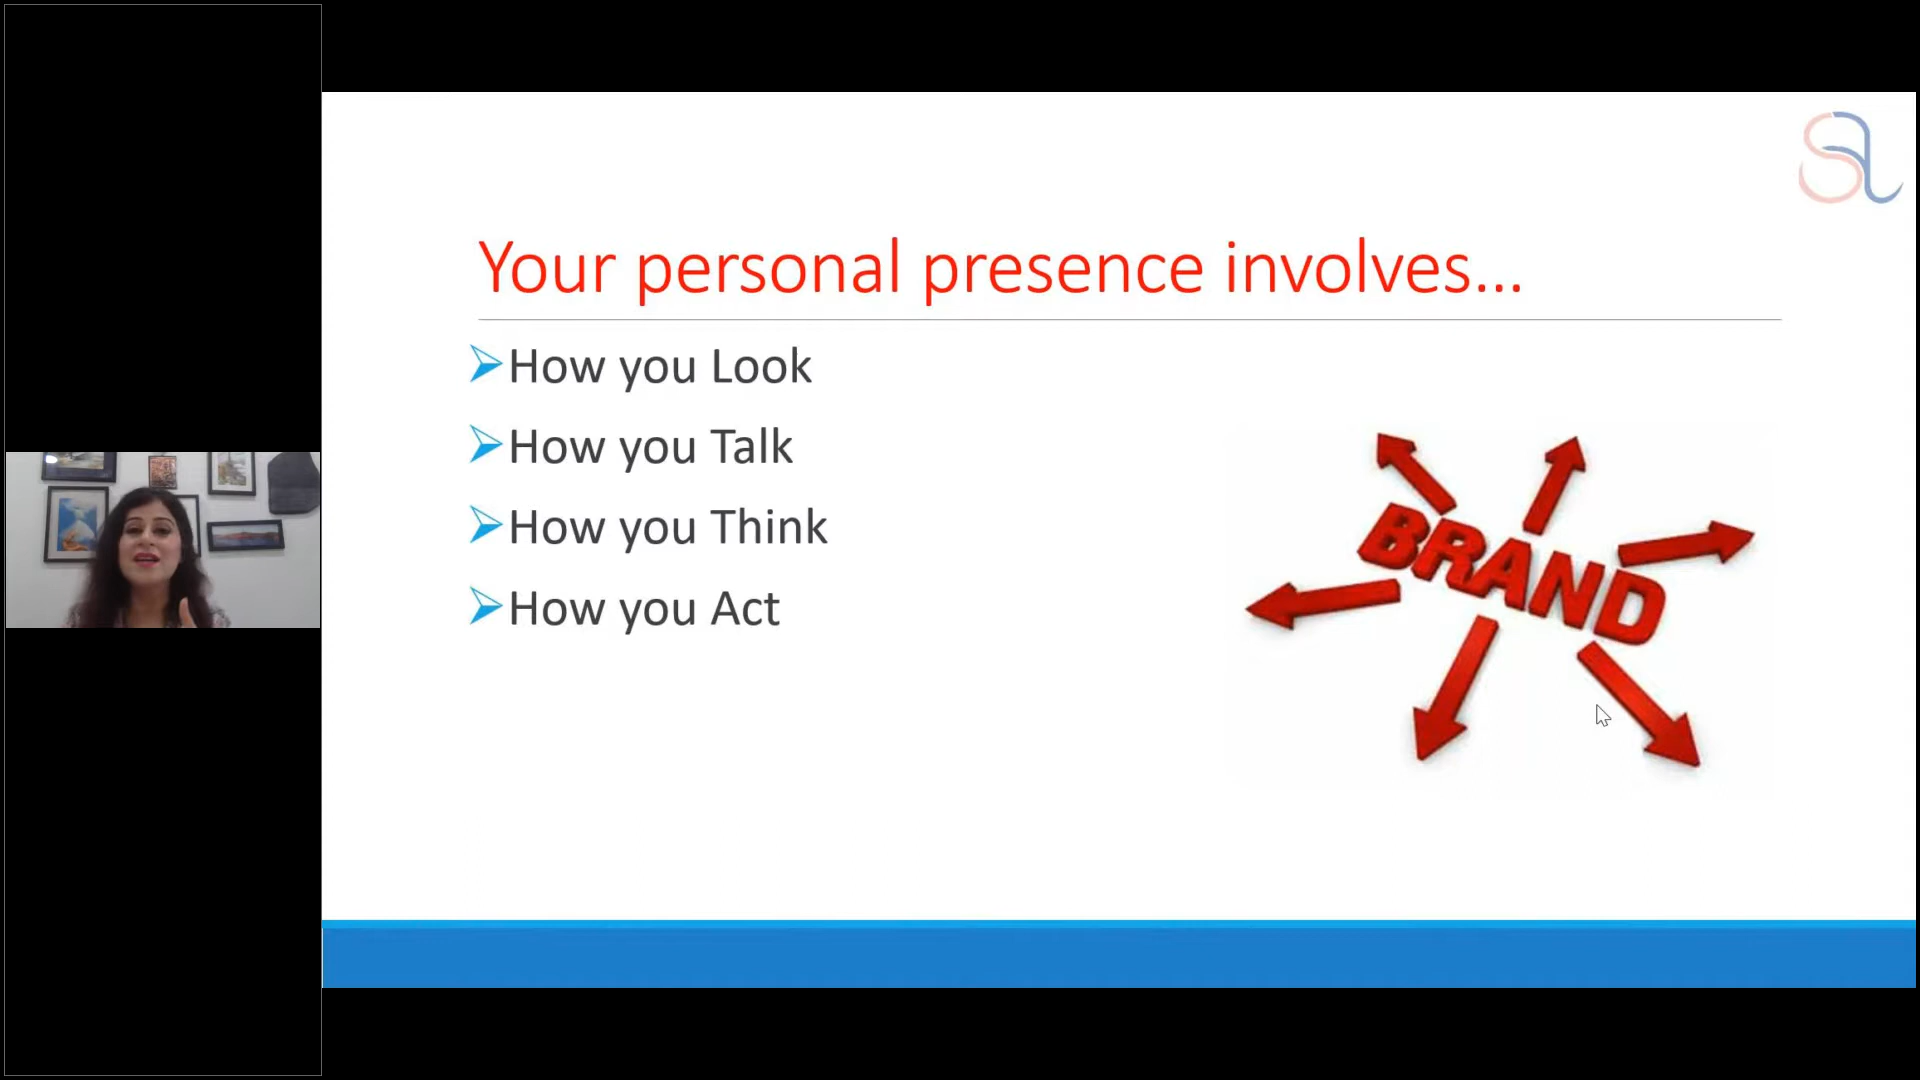 Your personal presence involves...
How you Look
How you Talk
How you Think
How you Act
BRAND